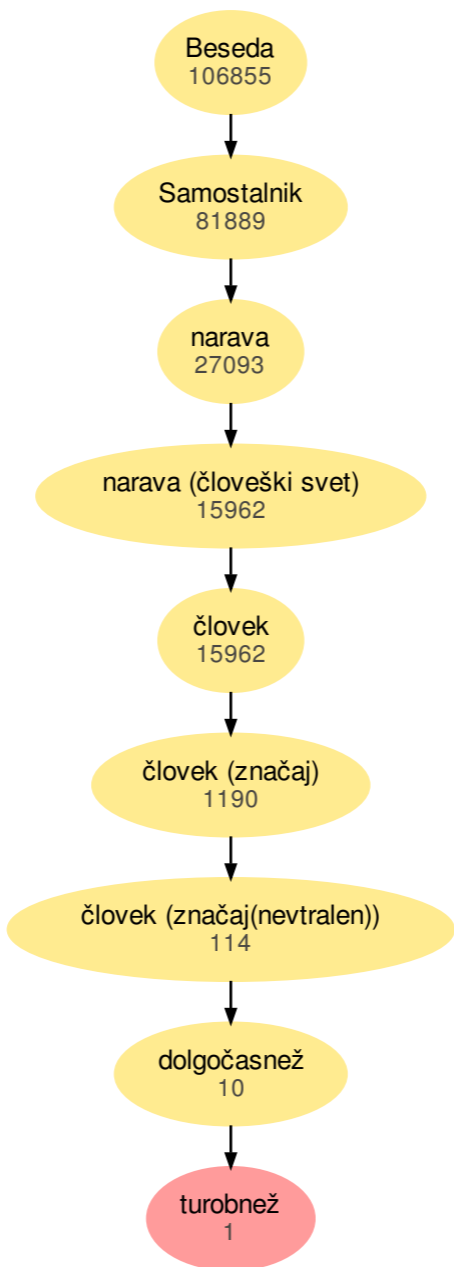 Beseda
106855
Samostalnik
81889
narava
27093
narava (človeški svet)
15962
človek
15962
človek (značaj)
1190
človek (značaj(nevtralen))
114
dolgočasnež
10
turobnež
1